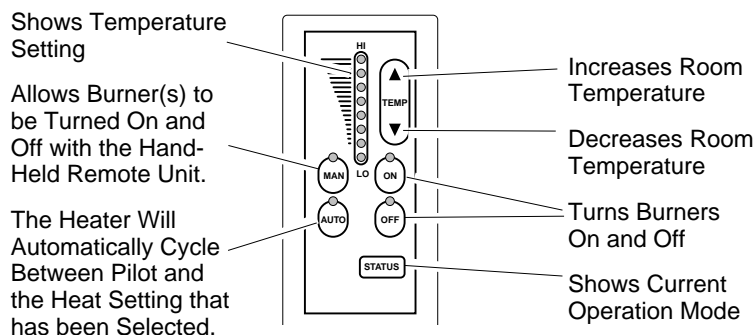 Shows Temperature
Setting
Allows Burner(s) to
be Turned On and
Off with the Hand-
Held Remote Unit.
The Heater Will
Automatically Cycle
Between Pilot and
the Heat Setting that
has been Selected.
HI
TEMP
LO
MAN
ON
AUTO
OFF
STATUS
Increases Room
Temperature
Decreases Room
Temperature
Turns Burners
On and Off
Shows Current
Operation Mode